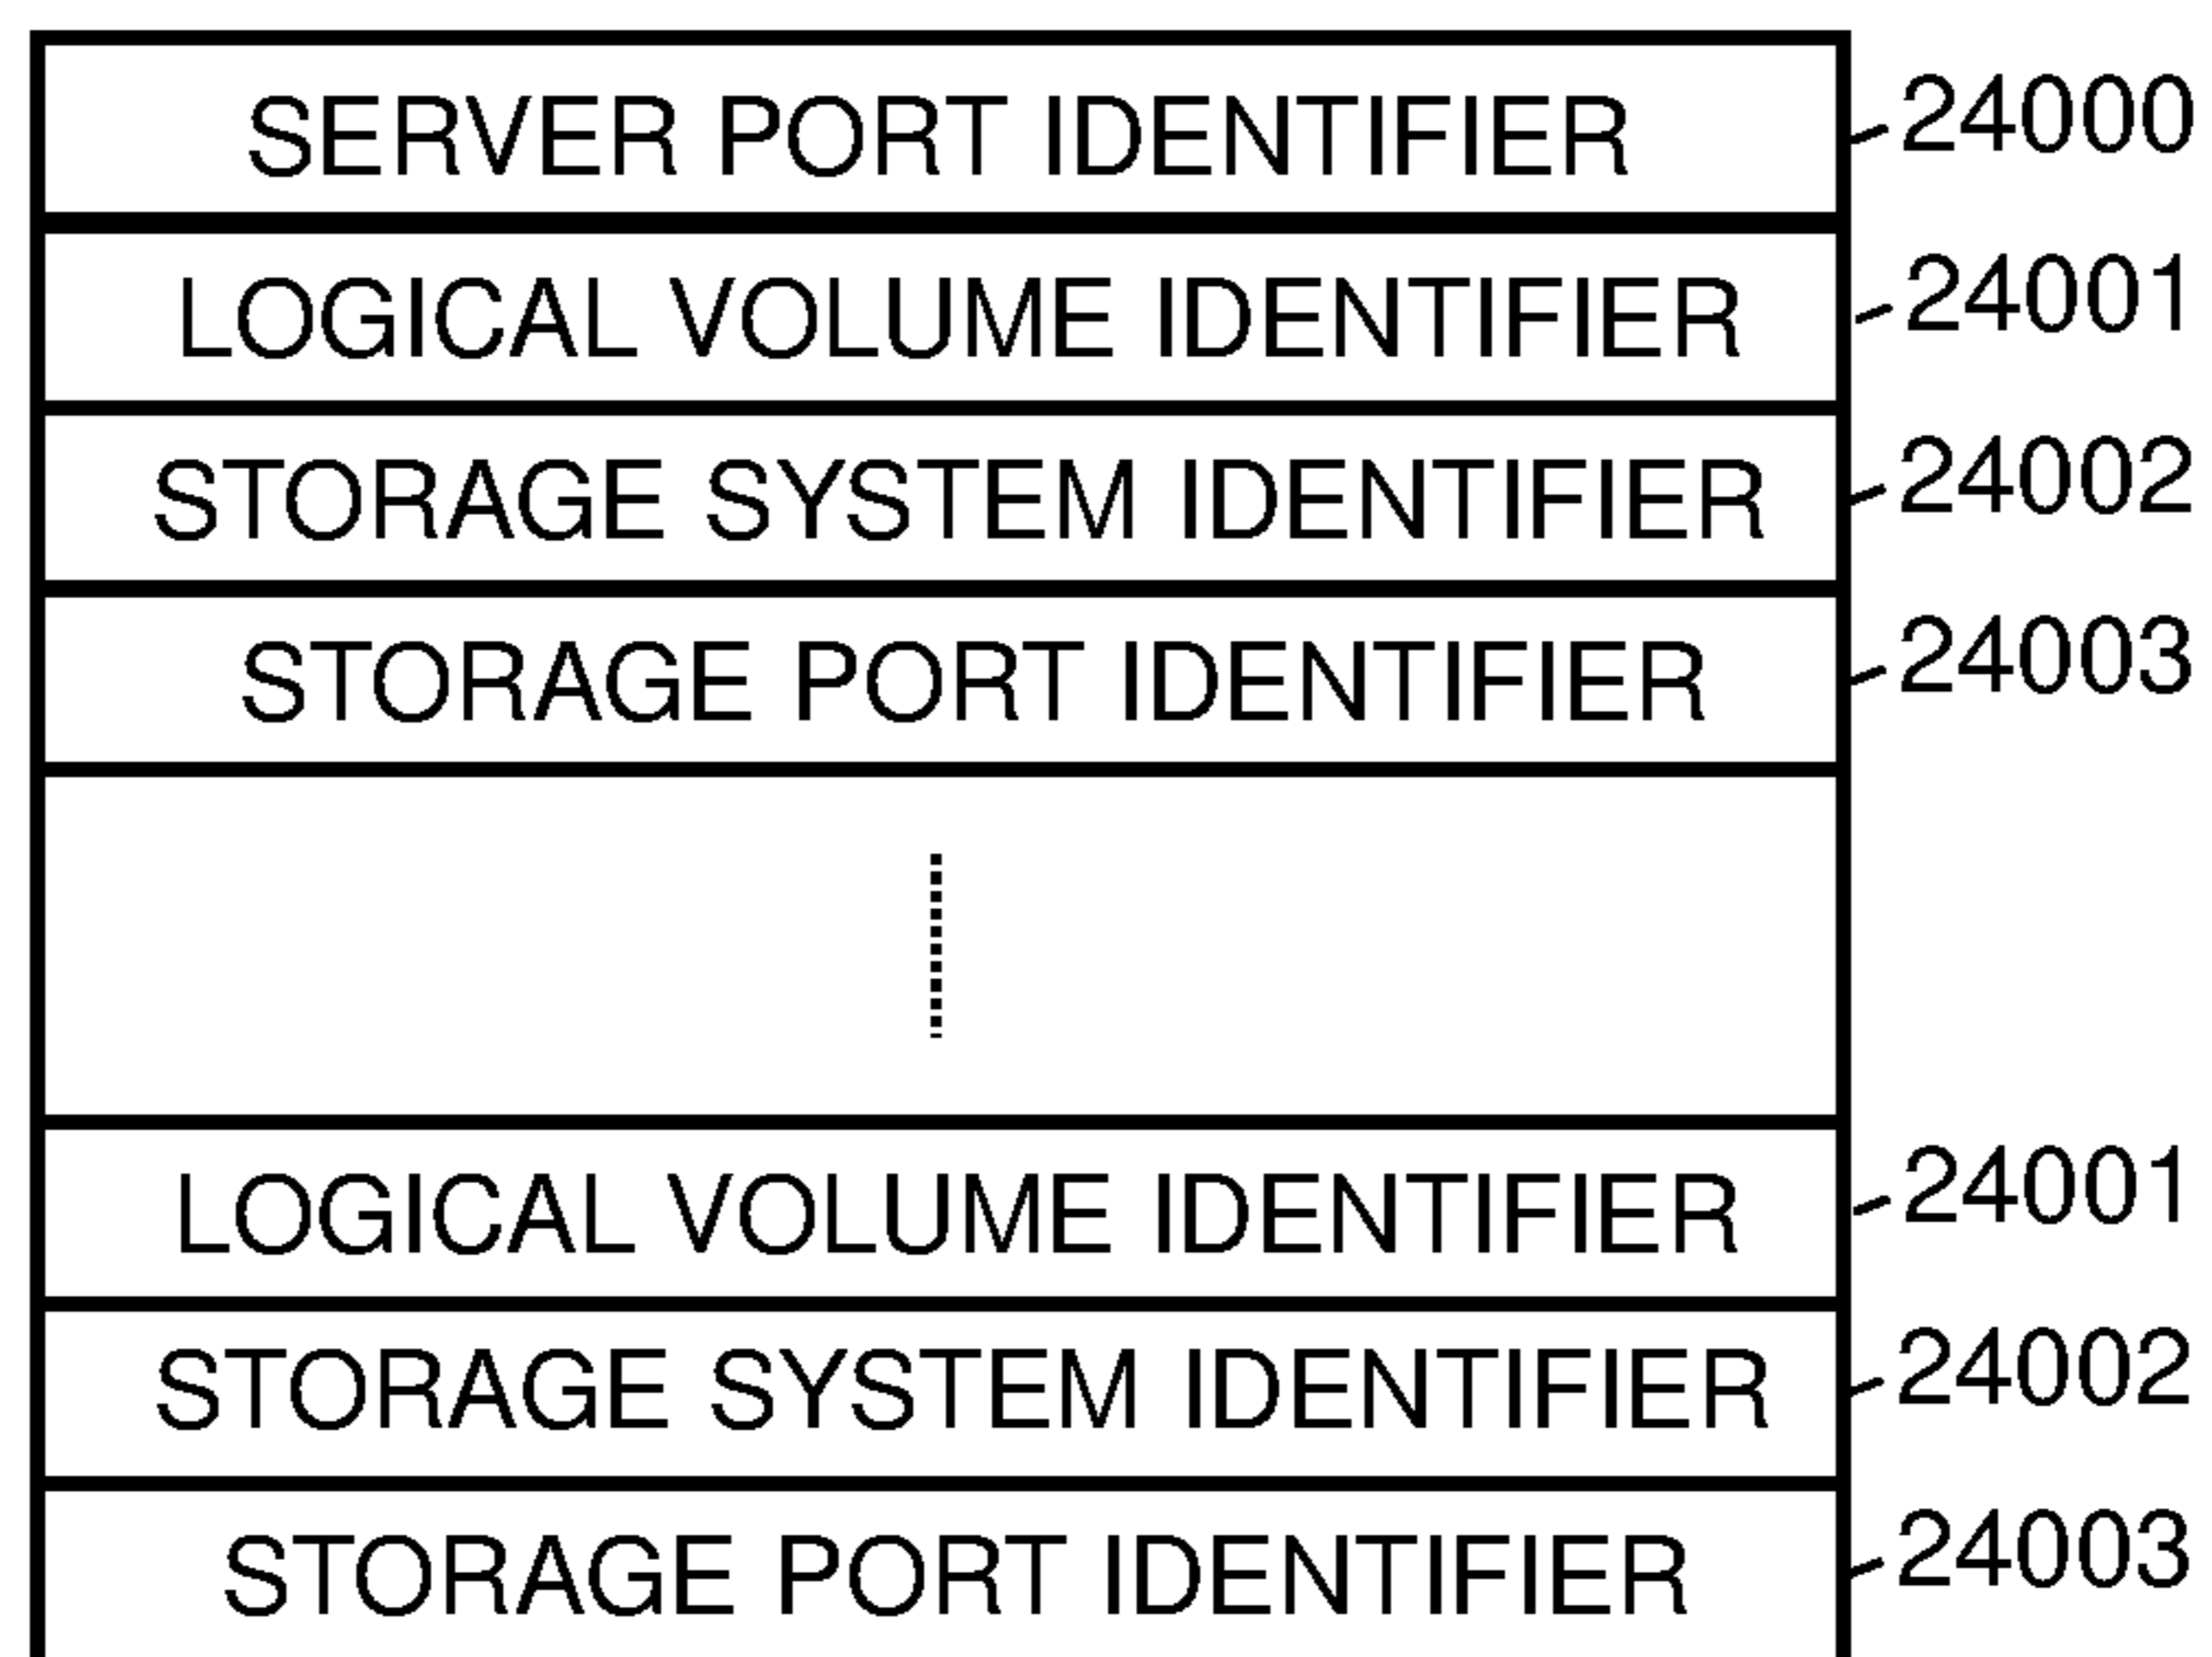 SERVER PORT IDENTIFIER 24000
LOGICAL VOLUME IDENTIFIER 24001
STORAGE SYSTEM IDENTIFIER 24002
STORAGE PORT IDENTIFIER 24003
LOGICAL VOLUME IDENTIFIER 24001
STORAGE SYSTEM IDENTIFIER 24002
STORAGE PORT IDENTIFIER 24003